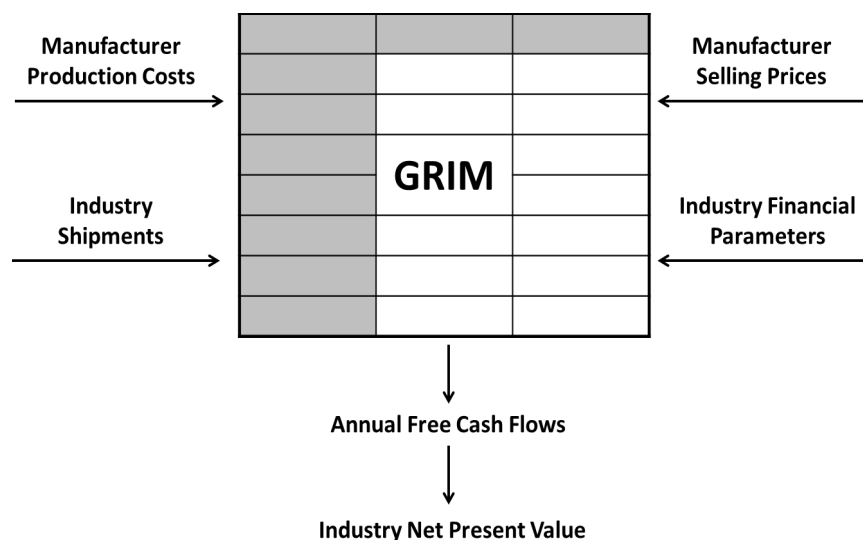 Manufacturer
Production Costs
Manufacturer
Selling Prices
GRIM
Industry
Shipments
Industry Financial
Parameters
Annual Free Cash Flows
Industry Net Present Value